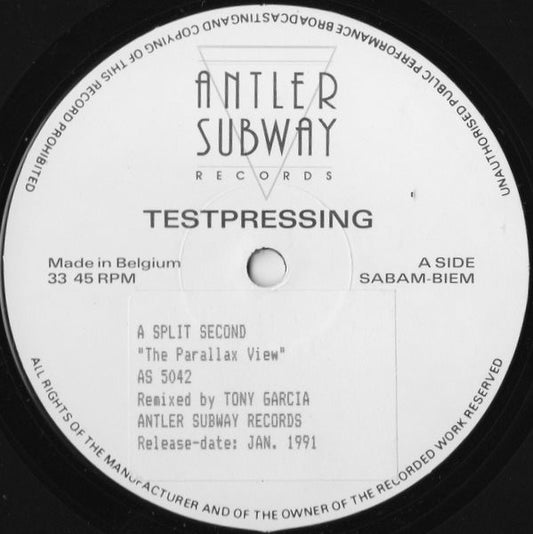 UNAUTHORISED PUBLIC PERFORMANCE BROADCASTINGAND COPYING OF THIS RECORD PROHIBITED
ANTLER
SUBWAY
RECORDS
TESTPRESSING
Made in Belgium
33 45 RPM
A SIDE
SABAM-BIEM
A SPLIT SECOND
"The Parallax View"
AS 5042
Remixed by TONY GARCIA
ANTLER SUBWAY RECORDS
Release-date: JAN. 1991
ALL RIGHTS OF THE MANUFACTURER AND OF THE OWNER OF THE RECORDED WORK RESERVED